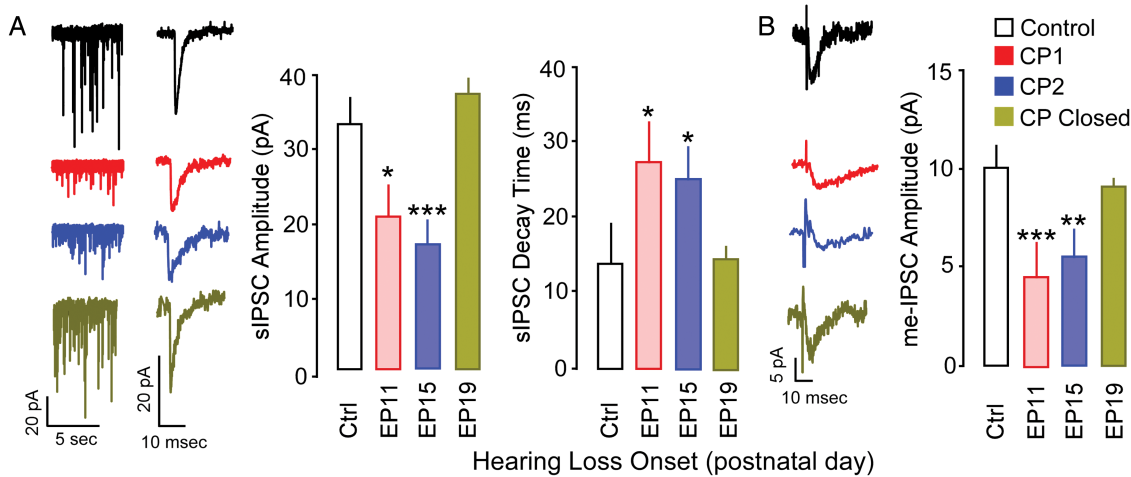 A
20 pA
5 sec
20 pA
10 msec
sIPSC Amplitude (pA)
40
30
20
10
0
*
***
Ctrl
EP11
EP15
EP19
sIPSC Decay Time (ms)
40
30
20
10
0
*
*
Ctrl
EP11
EP15
EP19
B
5 pA
10 msec
Control
CP1
CP2
CP Closed
me-IPSC Amplitude (pA)
15
10
5
0
***
**
Ctrl
EP11
EP15
EP19
Hearing Loss Onset (postnatal day)